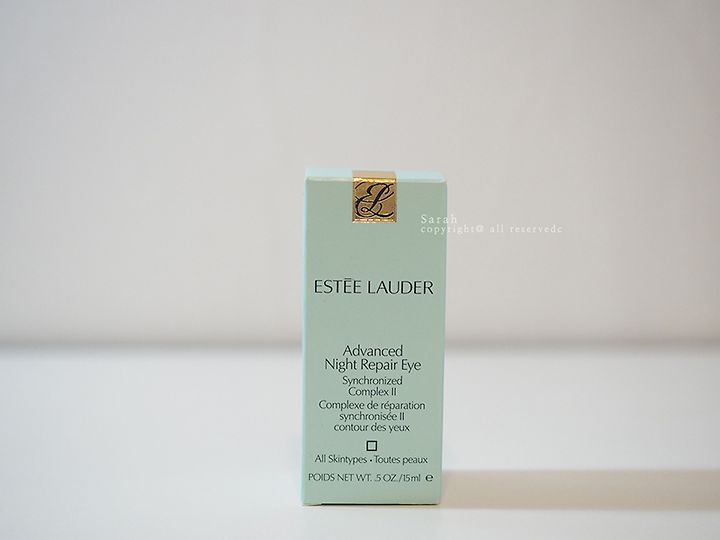 EL
Sarah
copyright@ all reservedc
ESTĒE LAUDER
Advanced
Night Repair Eye
Synchronized
Complex II
Complexe de réparation
synchronisée II
contour des yeux
All Skintypes • Toutes peaux
POIDS NET WT. .5 OZ./15ml e